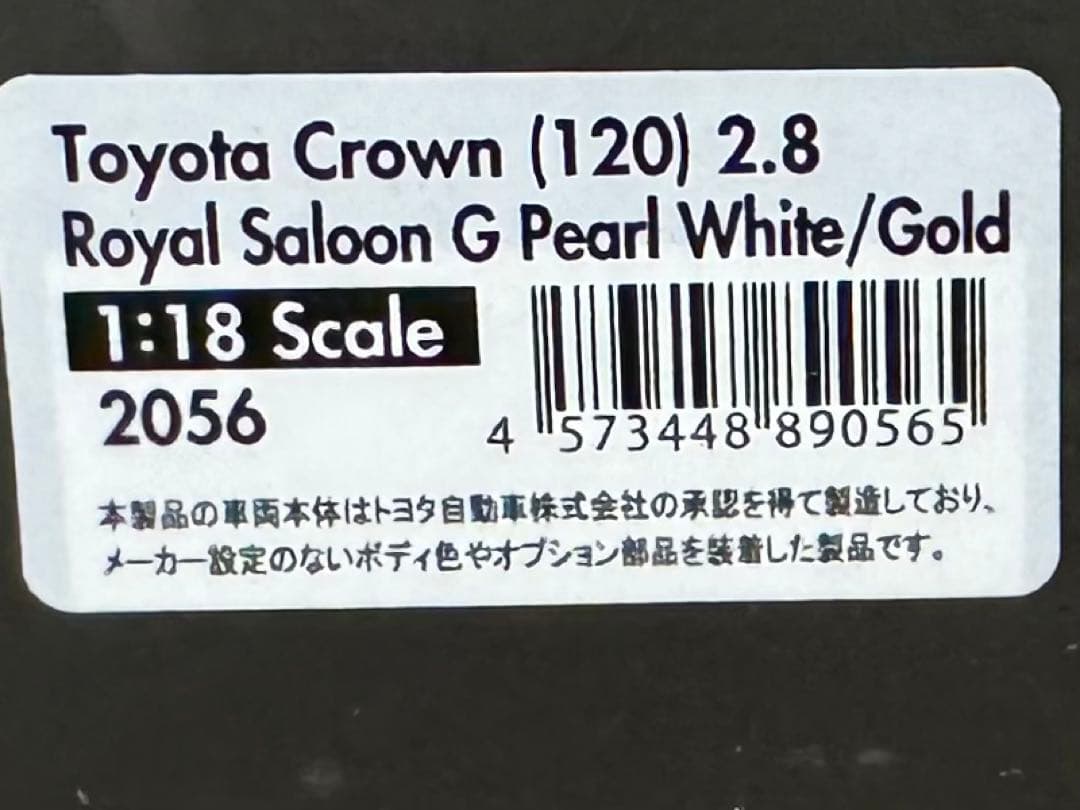 Toyota Crown (120) 2.8
Royal Saloon G Pearl White/Gold
1:18 Scale
2056
4 573448 890565
本製品の車両本体はトヨタ自動車株式会社の承認を得て製造しており、
メーカー設定のないボディ色やオプション部品を装着した製品です。